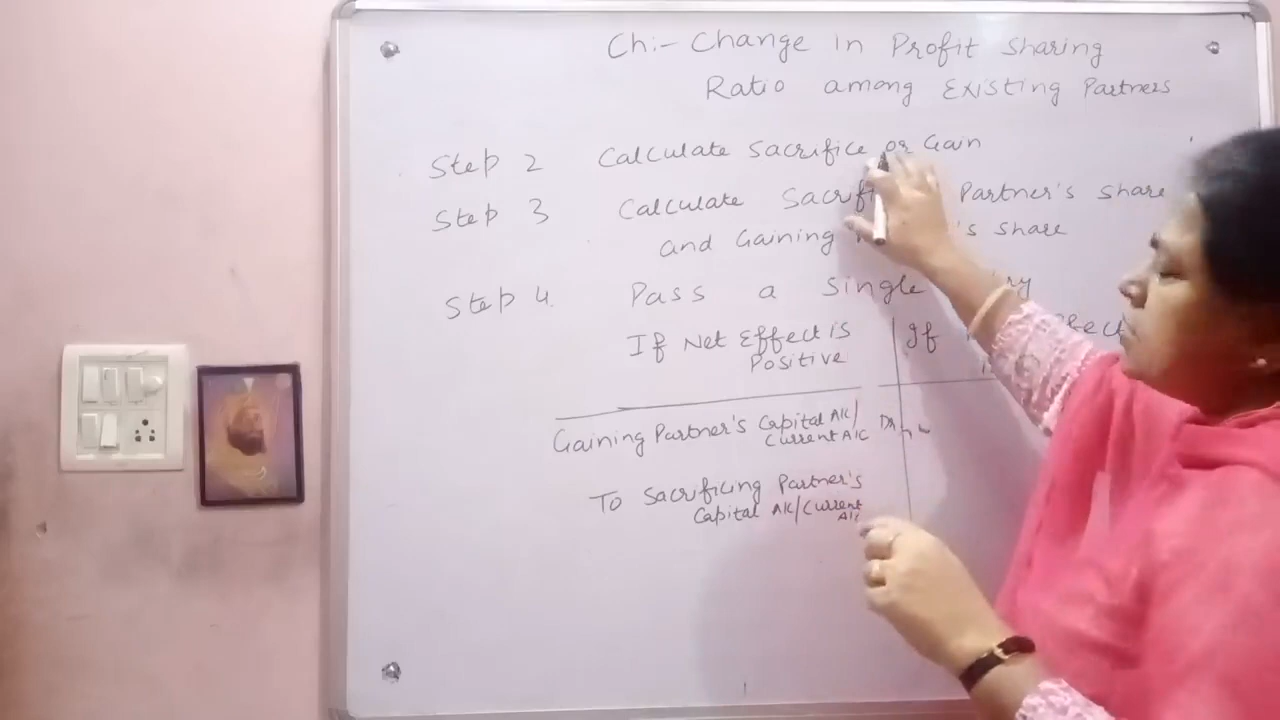 Ch:- Change in Profit Sharing
Ratio among Existing Partners
Step 2 Calculate Sacrifice or Gain
Step 3 Calculate Partner's Share
and Gaining Share
Step 4. Pass a Single
If Net Effect is
Positive
If
Gaining Partner's Capital A/c/
Current A/c Dr
To Sacrificing Partner's
Capital A/c/Current
A/c